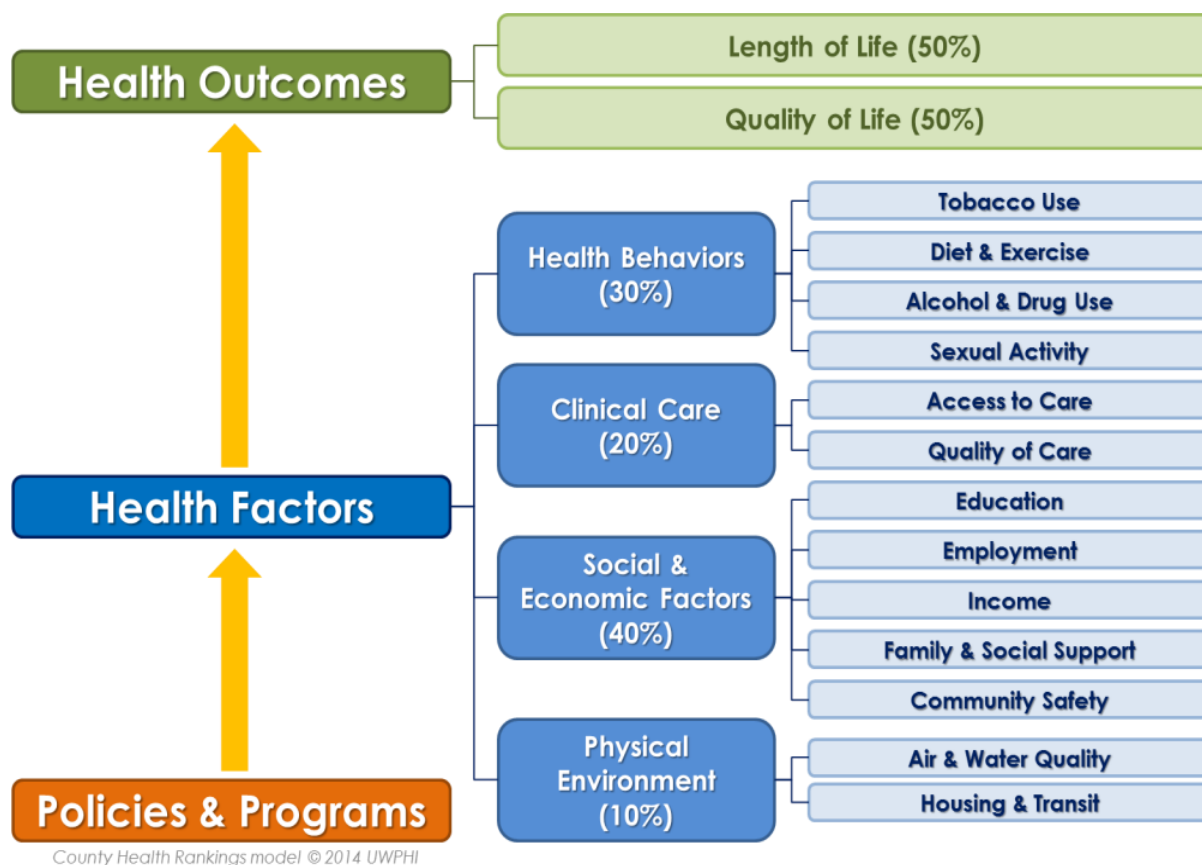 Health Outcomes
Length of Life (50%)
Quality of Life (50%)
Health Factors
Health Behaviors
(30%)
Tobacco Use
Diet & Exercise
Alcohol & Drug Use
Sexual Activity
Clinical Care
(20%)
Access to Care
Quality of Care
Social &
Economic Factors
(40%)
Education
Employment
Income
Family & Social Support
Community Safety
Physical
Environment
(10%)
Air & Water Quality
Housing & Transit
Policies & Programs
County Health Rankings model © 2014 UWPHI